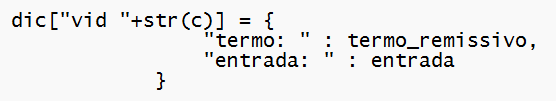 dic["vid "+str(c)] = {
"termo: " : termo_remissivo,
"entrada: " : entrada
}